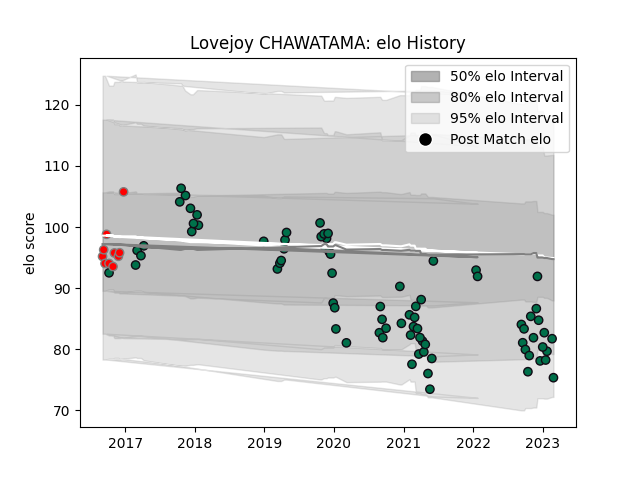 Lovejoy CHAWATAMA: elo History
50% elo Interval
80% elo Interval
95% elo Interval
Post Match elo
elo score
120
110
100
90
80
70
2017 2018 2019 2020 2021 2022 2023